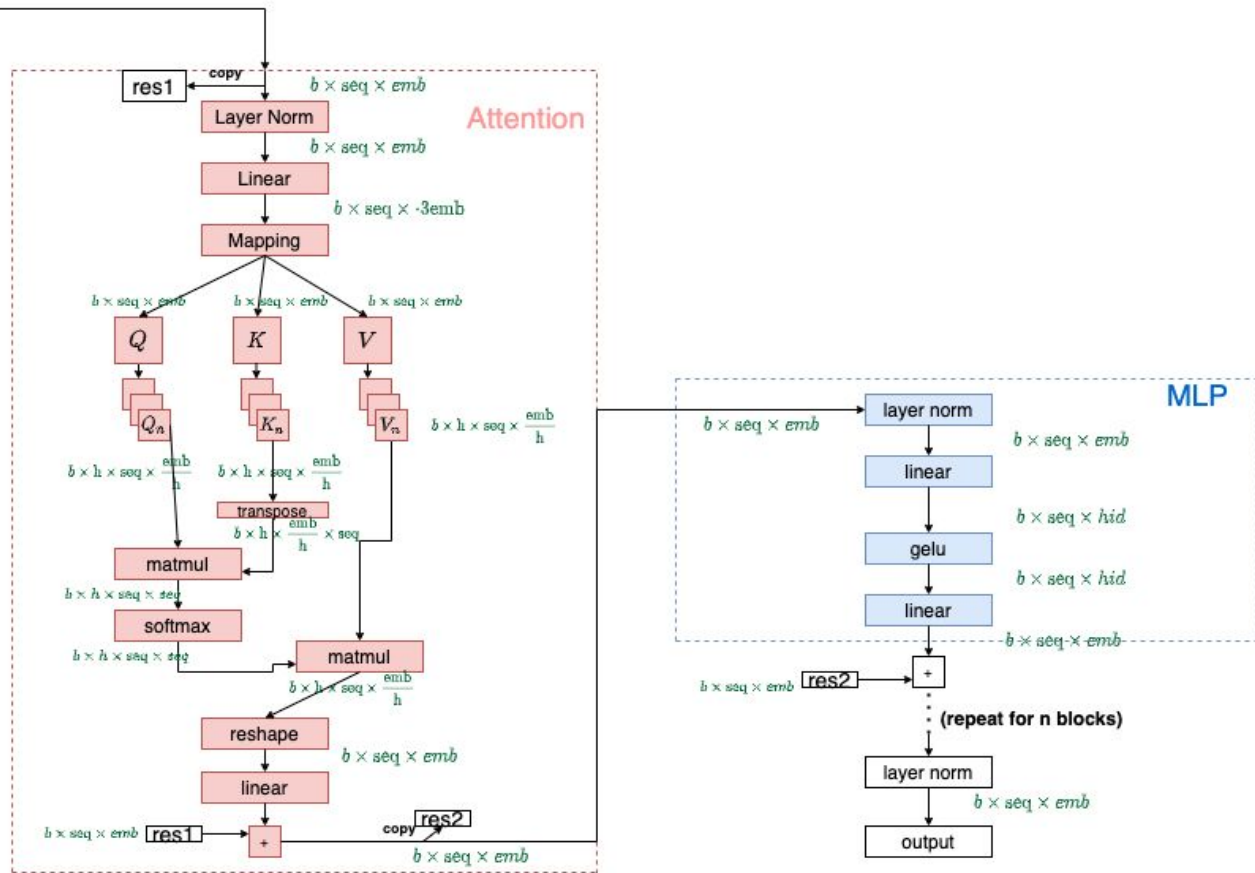 copy
res1
b × seq × emb
Layer Norm
Attention
b × seq × emb
Linear
b × seq × -3emb
Mapping
b × seq × emb
b × seq × emb
b × seq × emb
Q
K
V
Qn
Kn
Vn
b × h × seq × emb/h
b × h × seq × emb/h
b × h × seq × emb/h
transpose
b × h × emb/h × seq
matmul
b × h × seq × seq
softmax
b × h × seq × seq
matmul
b × h × seq × emb/h
reshape
b × seq × emb
linear
b × seq × emb
res1
+
copy
res2
b × seq × emb
MLP
b × seq × emb
layer norm
b × seq × emb
linear
b × seq × hid
gelu
b × seq × hid
linear
b × seq × emb
b × seq × emb
res2
+
(repeat for n blocks)
layer norm
b × seq × emb
output